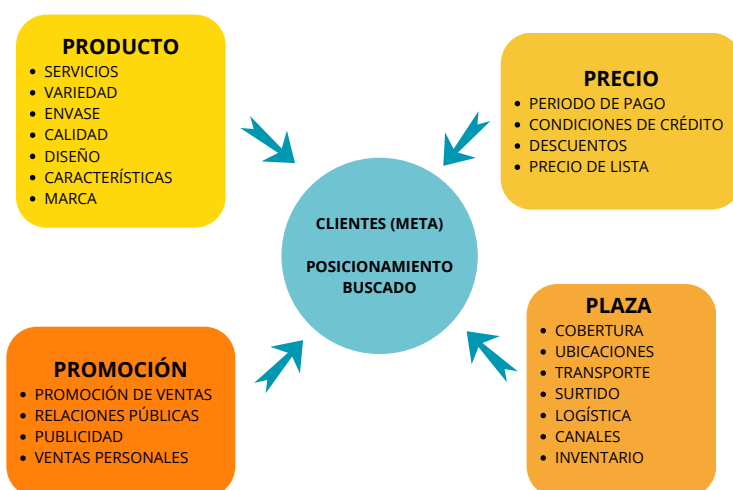 PRODUCTO
SERVICIOS
VARIEDAD
ENVASE
CALIDAD
DISEÑO
CARACTERÍSTICAS
MARCA
PRECIO
PERIODO DE PAGO
CONDICIONES DE CRÉDITO
DESCUENTOS
PRECIO DE LISTA
CLIENTES (META)
POSICIONAMIENTO
BUSCADO
PROMOCIÓN
PROMOCIÓN DE VENTAS
RELACIONES PÚBLICAS
PUBLICIDAD
VENTAS PERSONALES
PLAZA
COBERTURA
UBICACIONES
TRANSPORTE
SURTIDO
LOGÍSTICA
CANALES
INVENTARIO